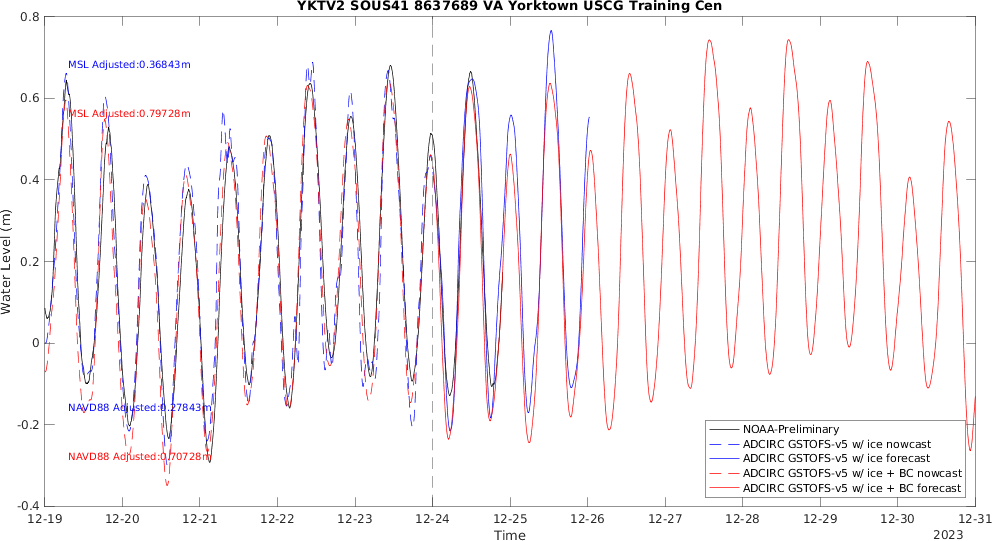 YKTV2 SOUS41 8637689 VA Yorktown USCG Training Cen
0.8
0.6
0.4
0.2
0
-0.2
-0.4
Water Level (m)
MSL Adjusted:0.36843m
MSL Adjusted:0.79728m
NAVD88 Adjusted:0.27843m
NAVD88 Adjusted:0.70728m
NOAA-Preliminary
ADCIRC GSTOFS-v5 w/ ice nowcast
ADCIRC GSTOFS-v5 w/ ice forecast
ADCIRC GSTOFS-v5 w/ ice + BC nowcast
ADCIRC GSTOFS-v5 w/ ice + BC forecast
12-19 12-20 12-21 12-22 12-23 12-24 12-25 12-26 12-27 12-28 12-29 12-30 12-31
Time
2023